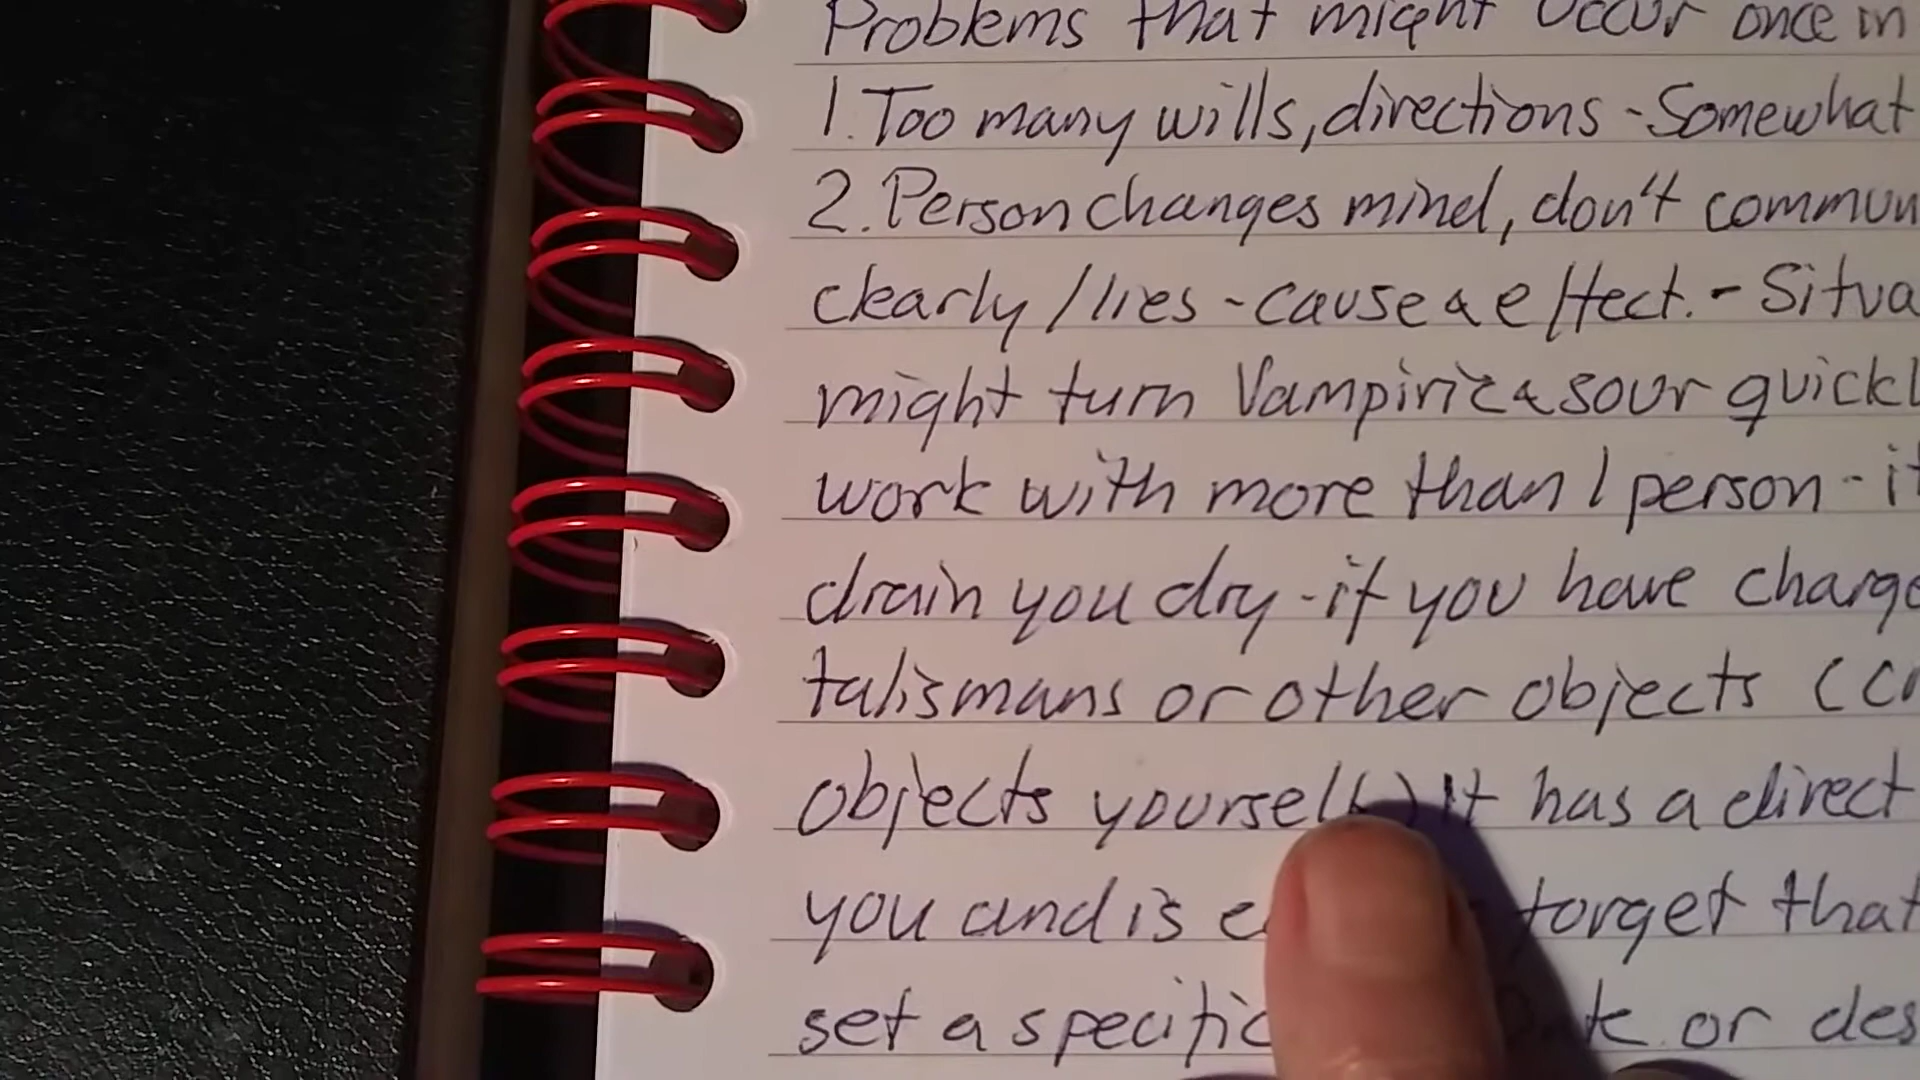 Problems that might occur once in
1. Too many wills, directions - Somewhat
2. Person changes mind, don't commun
clearly / lies - cause & effect. - Situa
might turn Vampiric & sour quickl
work with more than 1 person - it
drain you dry - if you have charge
talismans or other objects (Cr
objects yourself) it has a direct
you and is forget that
set a specific or des